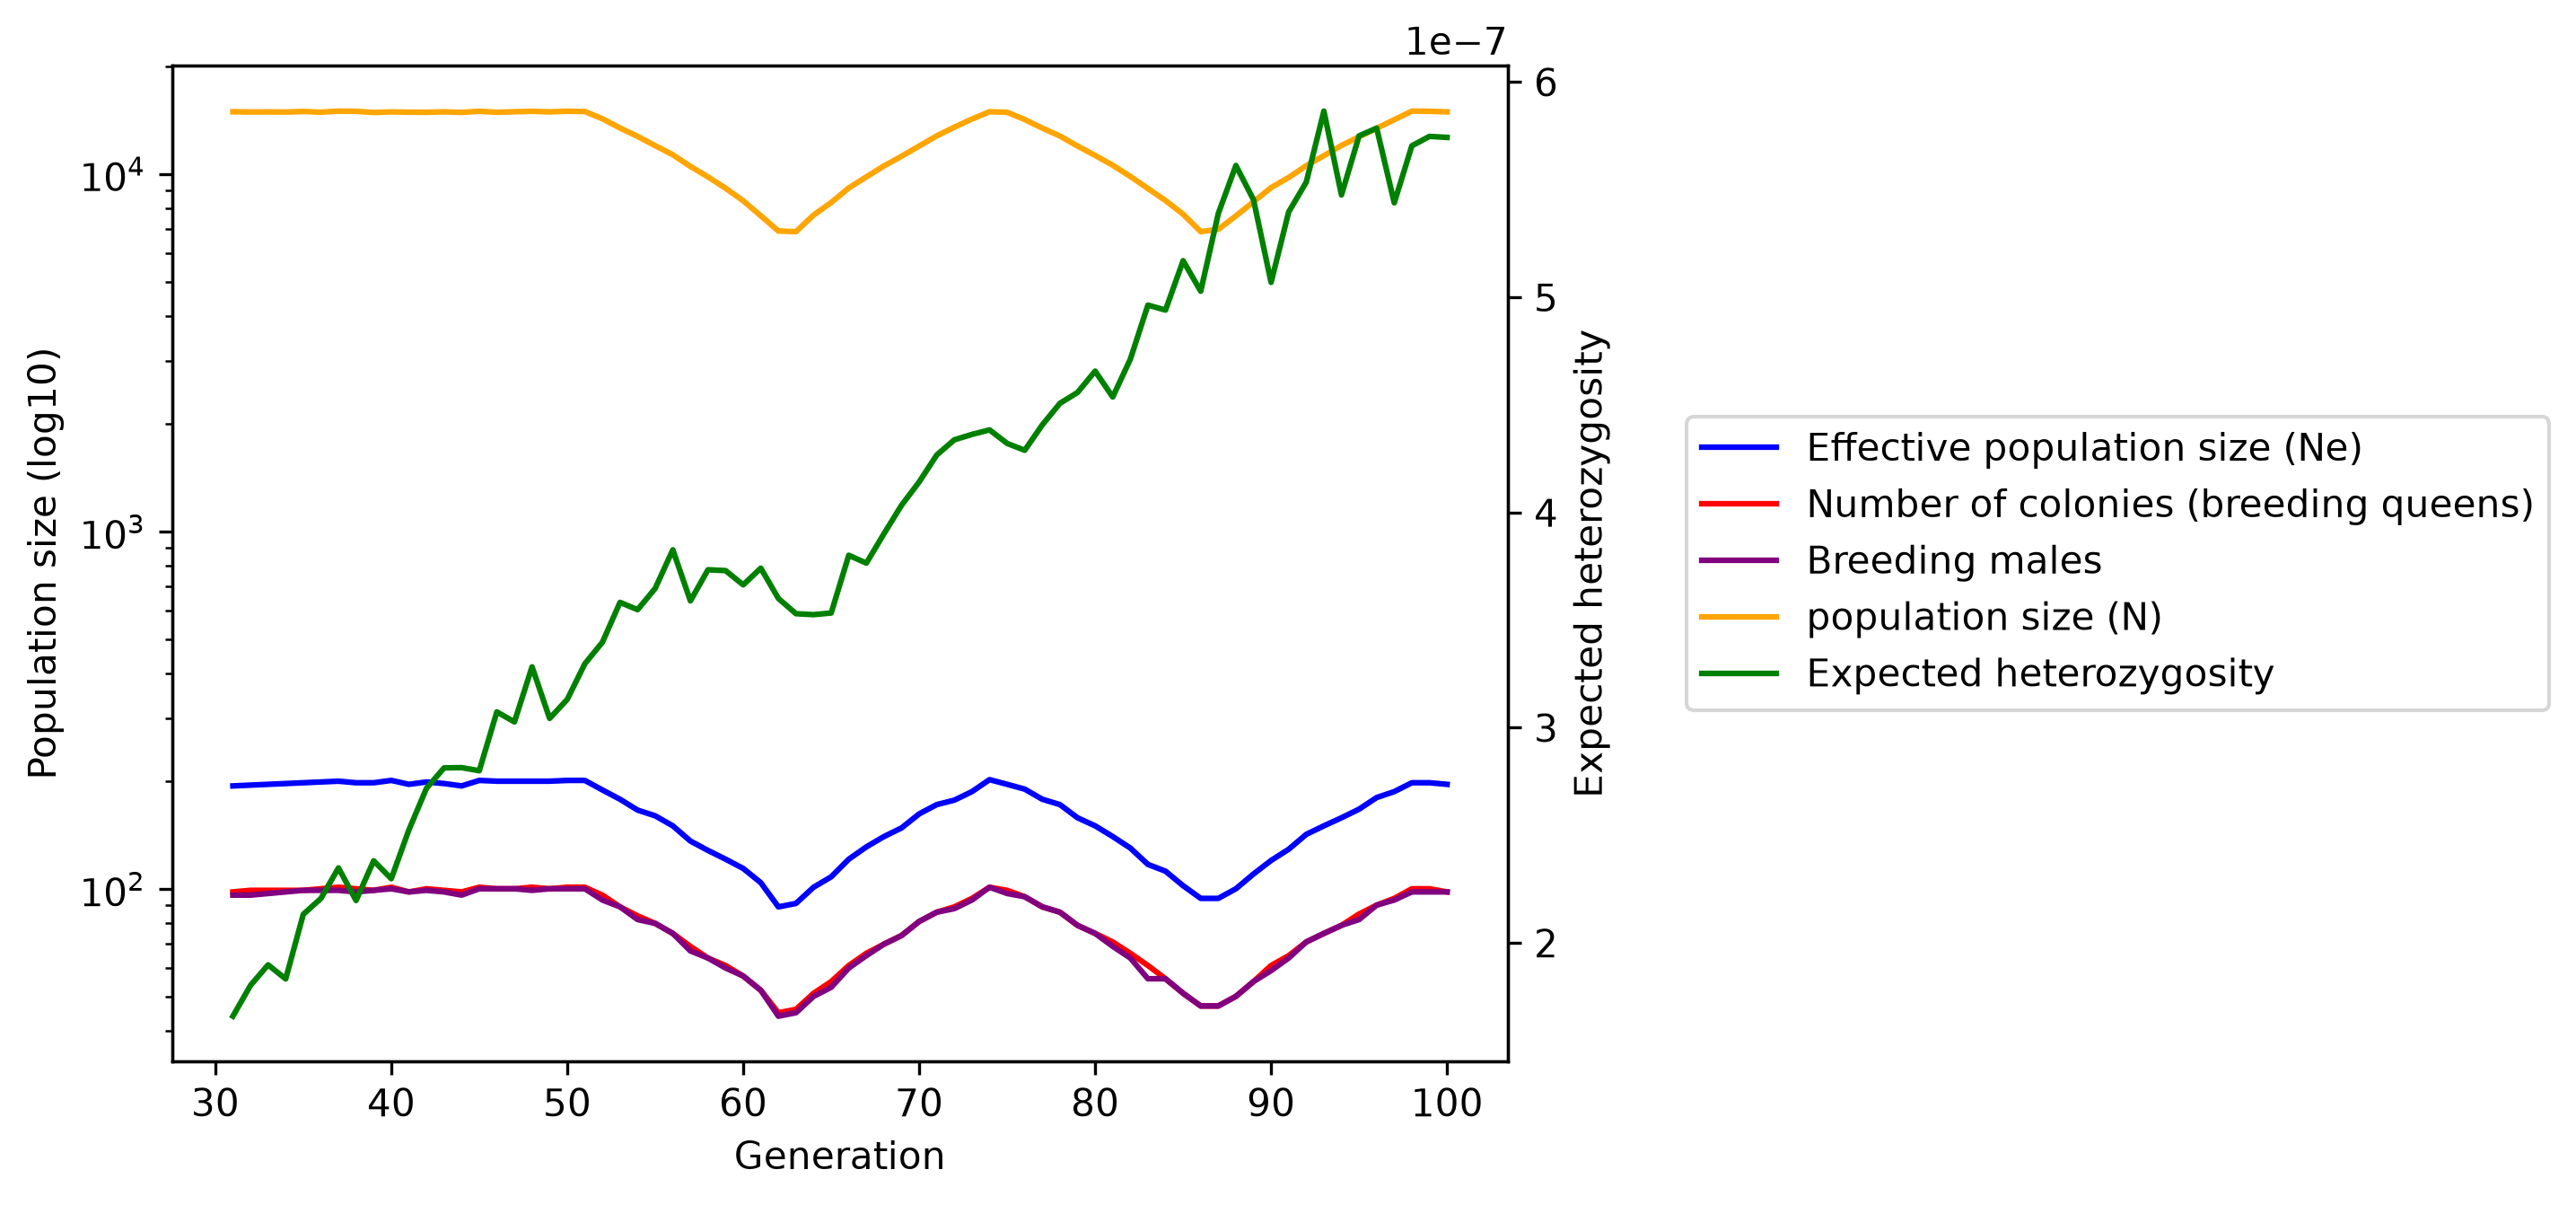 1e−7
Population size (log10)
10⁴
10³
10²
6
5
4
3
2
Expected heterozygosity
30 40 50 60 70 80 90 100
Generation
Effective population size (Ne)
Number of colonies (breeding queens)
Breeding males
population size (N)
Expected heterozygosity